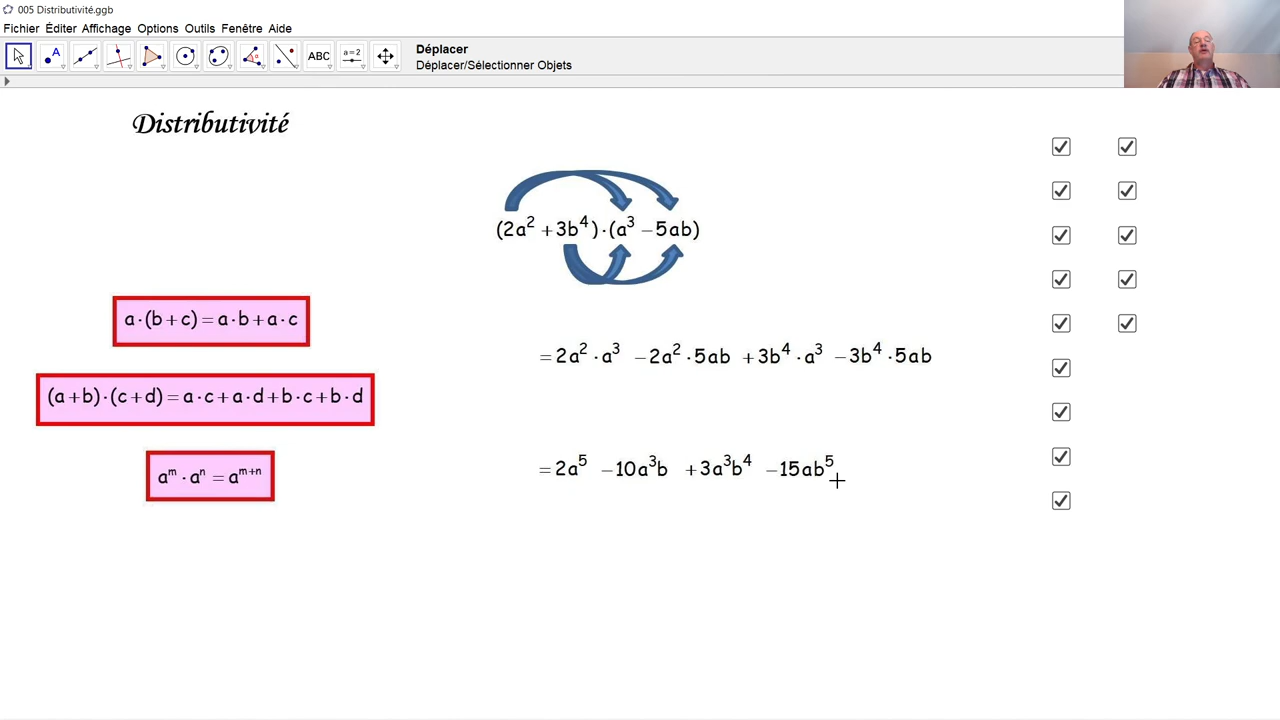 005 Distributivité.ggb
Fichier Éditer Affichage Options Outils Fenêtre Aide
A ABC a=2 Déplacer
Déplacer/Sélectionner Objets
Distributivité
(2a² + 3b⁴) · (a³ − 5ab)
a · (b + c) = a · b + a · c
= 2a² · a³ − 2a² · 5ab + 3b⁴ · a³ − 3b⁴ · 5ab
(a + b) · (c + d) = a · c + a · d + b · c + b · d
aᵐ · aⁿ = aᵐ⁺ⁿ
= 2a⁵ − 10a³b + 3a³b⁴ − 15ab⁵